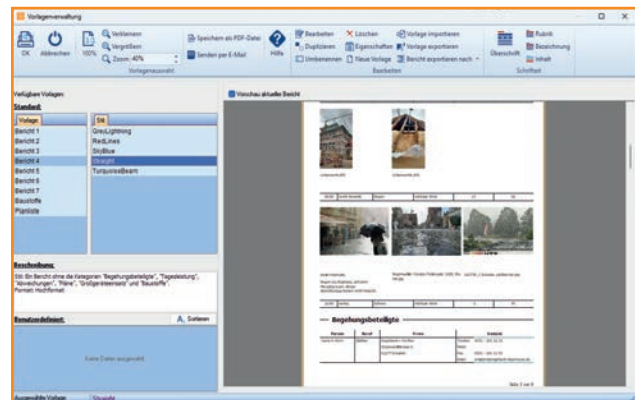 Vorlagenverwaltung
OK
Abbrechen
100%
Verkleinern
Vergrößern
Zoom 40%
Vorlagenauswahl
Speichern als PDF-Datei
Senden per E-Mail
Hilfe
Bearbeiten
Duplizieren
Umbenennen
Löschen
Eigenschaften
Neue Vorlage
Vorlage importieren
Vorlage exportieren
Bericht exportieren nach
Bearbeiten
Überschrift
Rubrik
Bezeichnung
Inhalt
Schriftart
Verfügbare Vorlagen:
Standard:
Vorlage
Bericht 1
Bericht 2
Bericht 3
Bericht 4
Bericht 5
Bericht 6
Bericht 7
Baustoffe
Planliste
Stil
GreyLightning
RedLines
SkyBlue
Straight
TurquoiseBeam
Beschreibung:
Stil: Ein Bericht ohne die Kategorien "Begehungsbeteiligte", "Tagesleistung",
"Abweichungen", "Pläne", "Großgeräteeinsatz" und "Baustoffe".
Format: Hochformat
Benutzerdefiniert:
Sortieren
Keine Daten ausgewählt.
Ausgewählte Vorlage
Straight
Vorschau aktueller Bericht
Begehungsbeteiligte
Person
Beruf
Firma
Kontakt